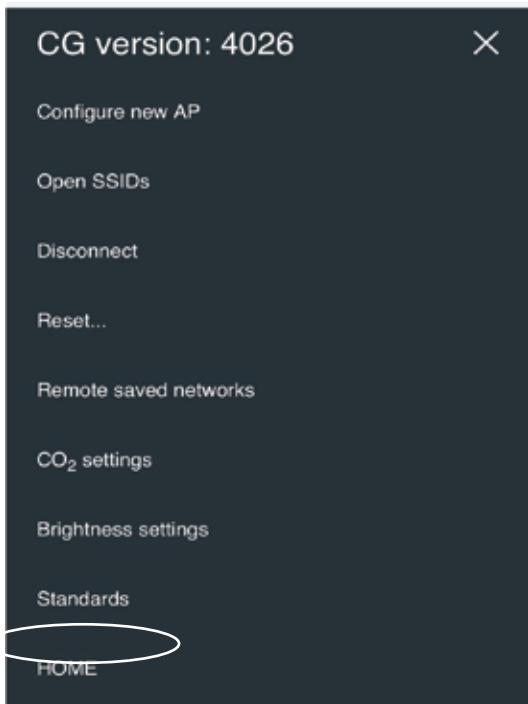 CG version: 4026
Configure new AP
Open SSIDs
Disconnect
Reset...
Remote saved networks
CO₂ settings
Brightness settings
Standards
HOME